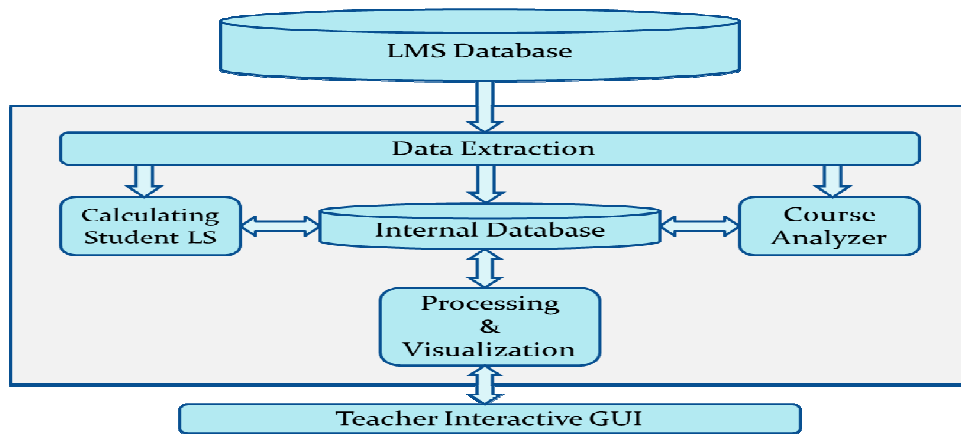 LMS Database
Data Extraction
Calculating
Student LS
Internal Database
Course
Analyzer
Processing
&
Visualization
Teacher Interactive GUI